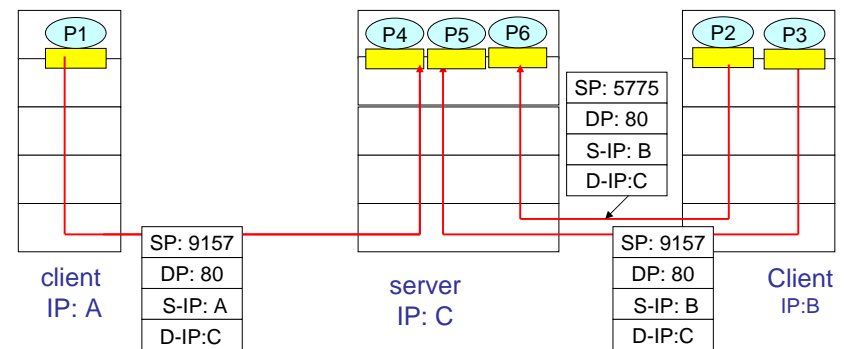 P1
P4
P5
P6
P2
P3
SP: 5775
DP: 80
S-IP: B
D-IP:C
SP: 9157
DP: 80
S-IP: A
D-IP:C
SP: 9157
DP: 80
S-IP: B
D-IP:C
client
IP: A
server
IP: C
Client
IP:B